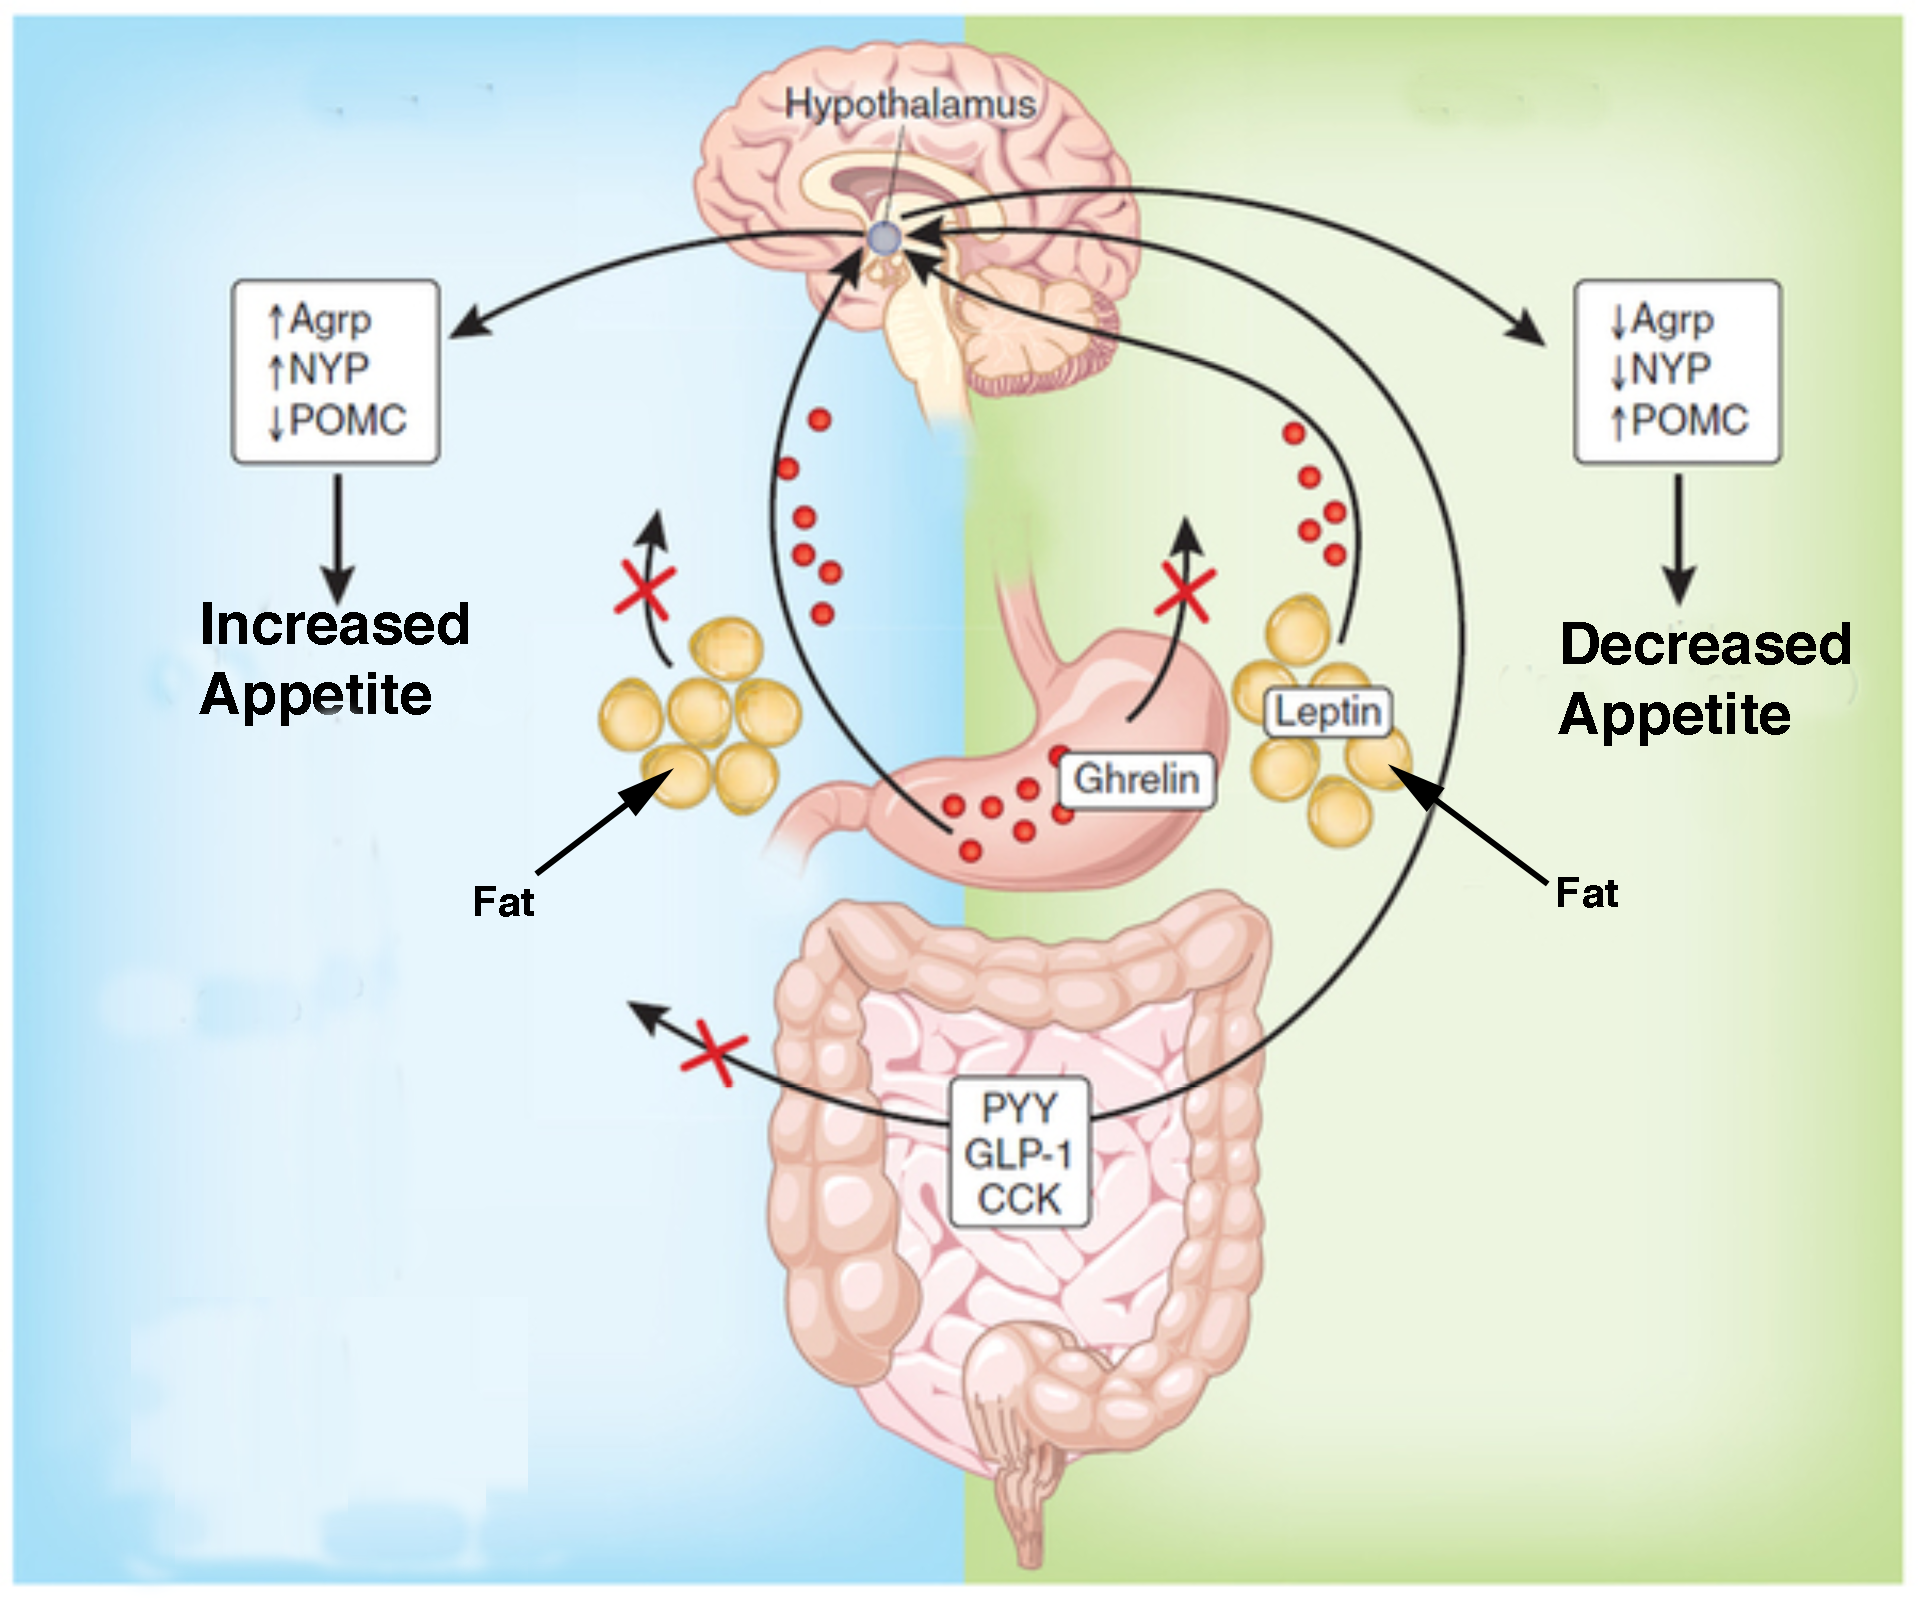 Hypothalamus
↑Agrp
↑NYP
↓POMC
↓Agrp
↓NYP
↑POMC
Increased
Appetite
Decreased
Appetite
Leptin
Ghrelin
Fat
Fat
PYY
GLP-1
CCK